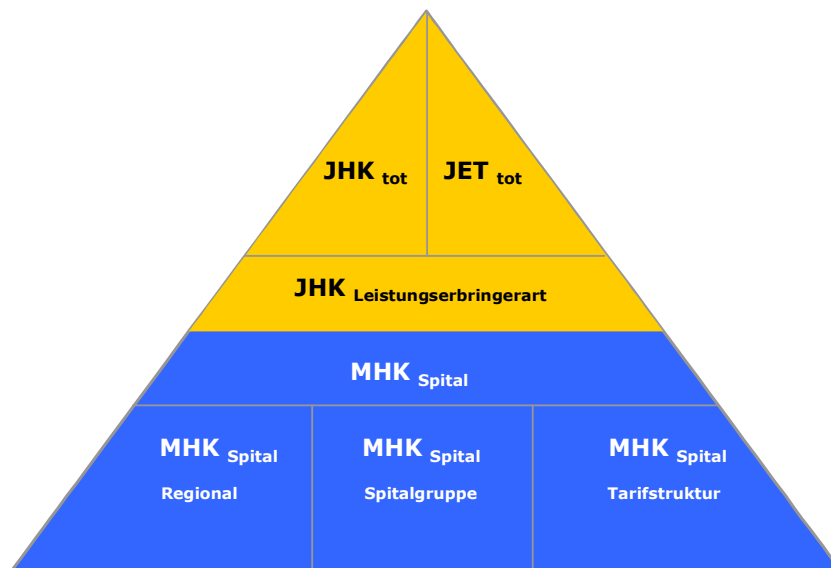 JHK tot JET tot
JHK Leistungserbringerart
MHK Spital
MHK Spital MHK Spital MHK Spital
Regional Spitalgruppe Tarifstruktur